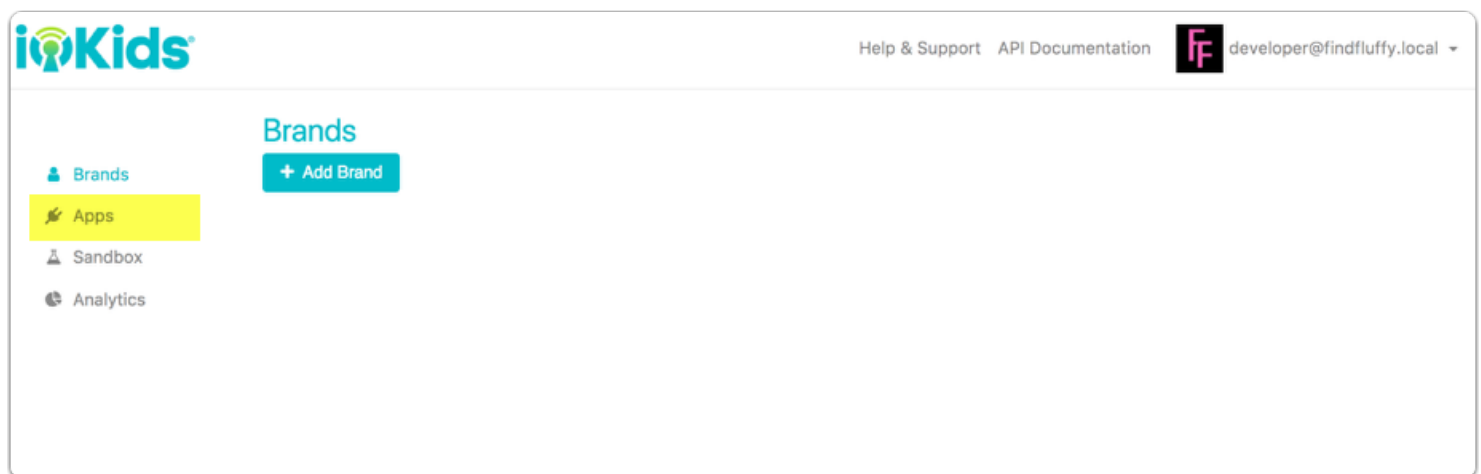 ioKids®
Help & Support API Documentation FF developer@findfluffy.local
Brands
+ Add Brand
Brands
Apps
Sandbox
Analytics